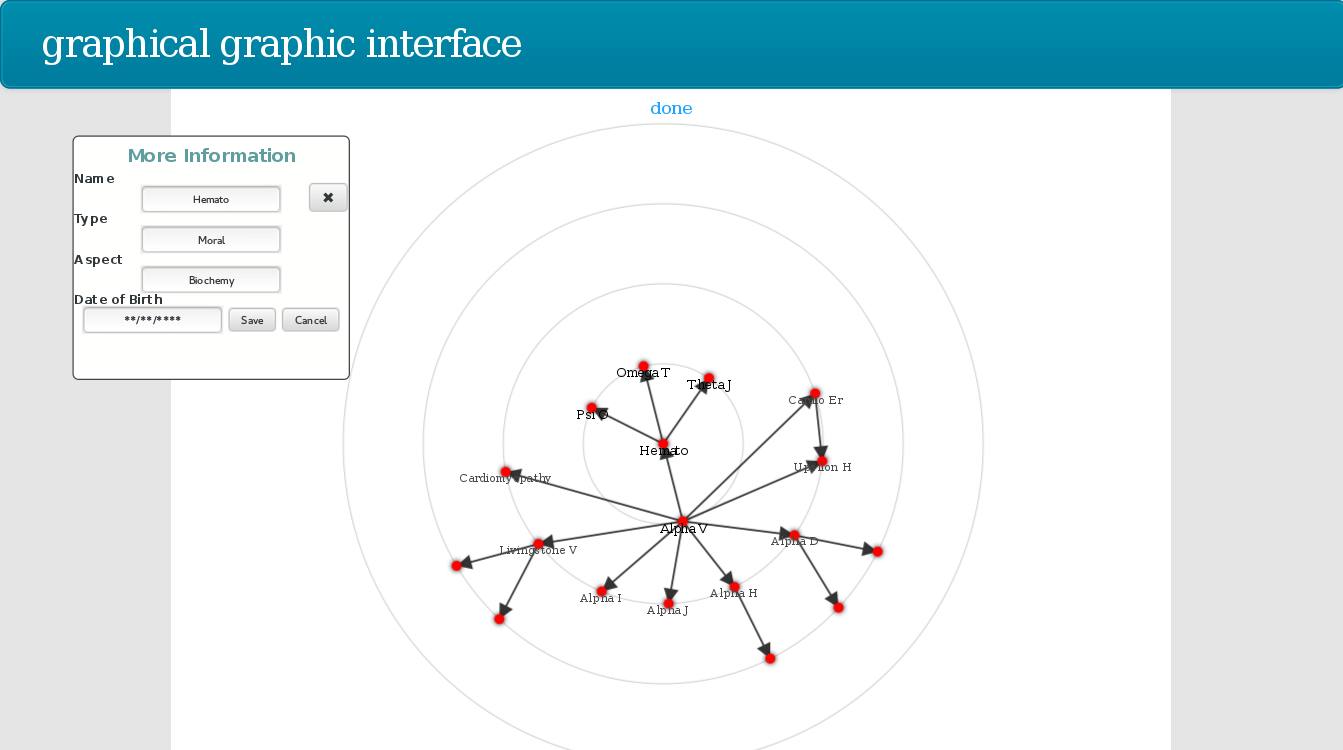 graphical graphic interface
done
More Information
Name
Hemato
✖
Type
Moral
Aspect
Biochemy
Date of Birth
**/**/****
Save
Cancel
Omega T
Theta J
Psi
Hemato
Er
Cardiomyopathy
Upsilon H
Alpha V
Alpha D
Livingstone V
Alpha I
Alpha J
Alpha H